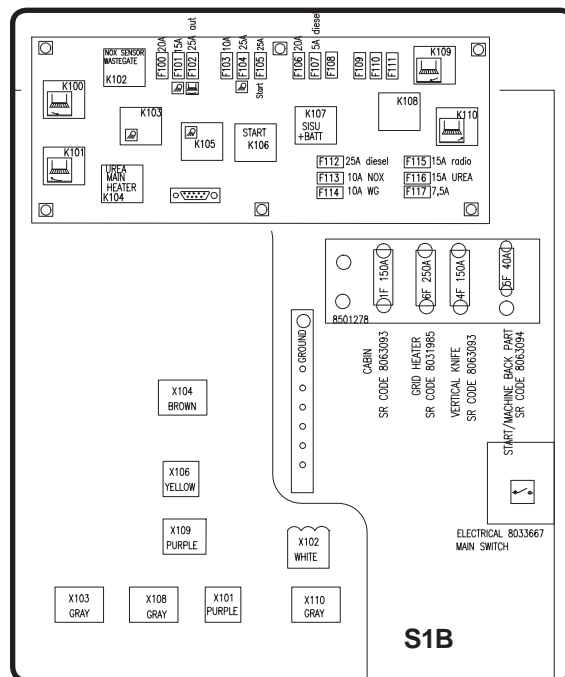 NOX SENSOR
WASTEGATE
K102
F100 20A
F101 15A
F102 25A aut
F103 10A
F104 25A
F105 25A
Start
F106 20A
F107 5A diesel
F108
F109
F110
F111
K109
K100
K103
K105
START
K106
K107
SISU
+BATT
K108
K110
K101
UREA
MAIN
HEATER
K104
F112 25A diesel
F115 15A radio
F113 10A NOX
F116 15A UREA
F114 10A WG
F117 7,5A
1F 150A
6F 250A
4F 150A
5F 40A
8501278
CABIN
SR CODE 8063093
GRID HEATER
SR CODE 8031985
VERTICAL KNIFE
SR CODE 8063093
START/MACHINE BACK PART
SR CODE 8063094
GROUND
X104
BROWN
X106
YELLOW
X109
PURPLE
X102
WHITE
ELECTRICAL 8033667
MAIN SWITCH
X103
GRAY
X108
GRAY
X101
PURPLE
X110
GRAY
S1B